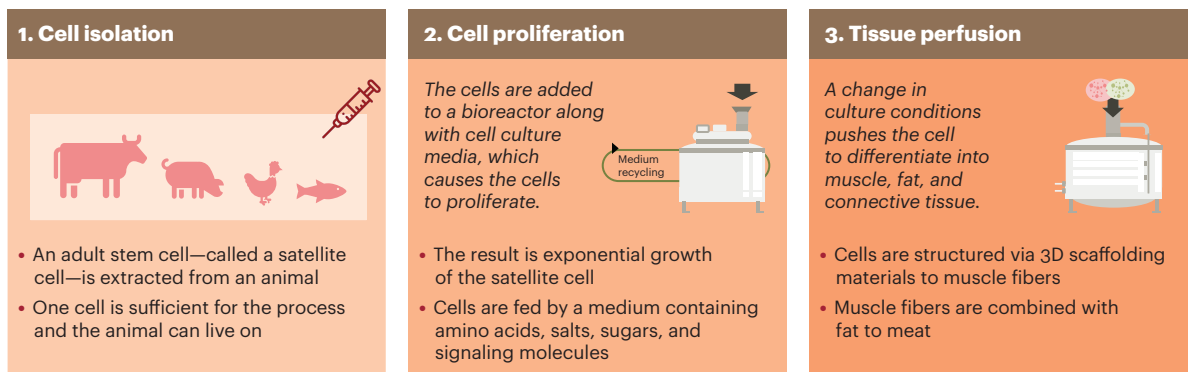 1. Cell isolation
• An adult stem cell—called a satellite
cell—is extracted from an animal
• One cell is sufficient for the process
and the animal can live on
2. Cell proliferation
The cells are added
to a bioreactor along
with cell culture
media, which
causes the cells
to proliferate.
Medium
recycling
• The result is exponential growth
of the satellite cell
• Cells are fed by a medium containing
amino acids, salts, sugars, and
signaling molecules
3. Tissue perfusion
A change in
culture conditions
pushes the cell
to differentiate into
muscle, fat, and
connective tissue.
• Cells are structured via 3D scaffolding
materials to muscle fibers
• Muscle fibers are combined with
fat to meat